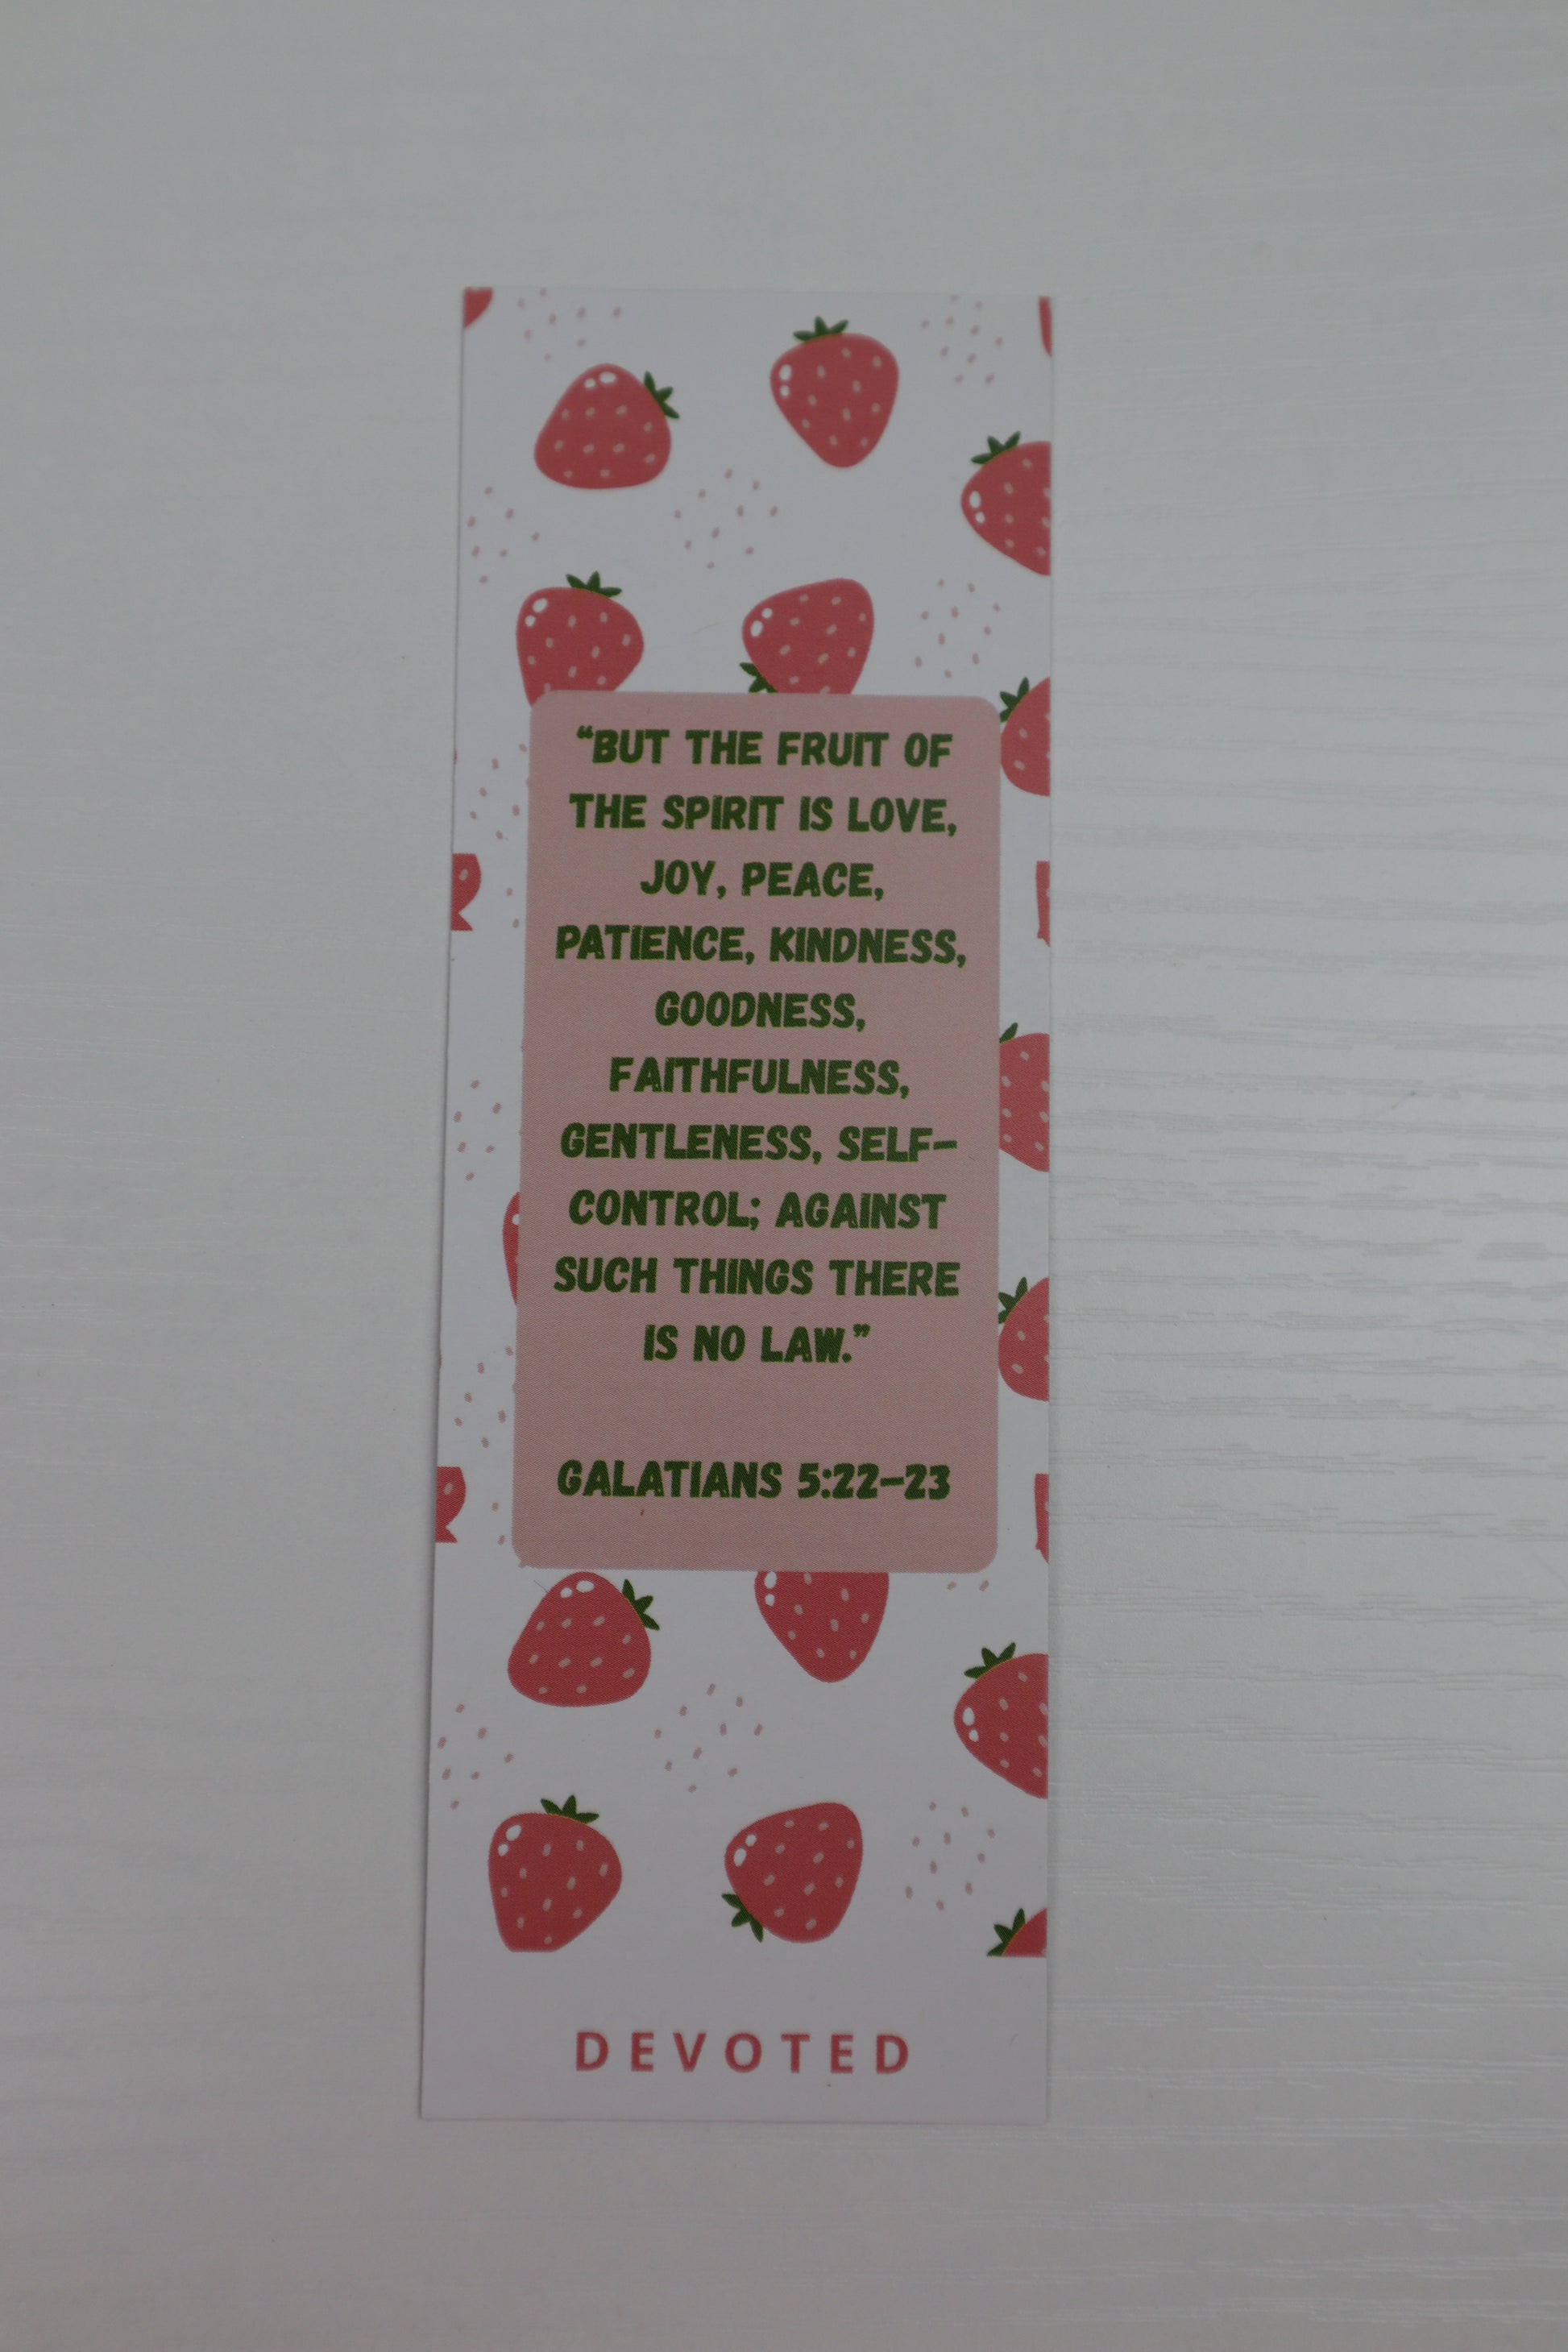 “BUT THE FRUIT OF
THE SPIRIT IS LOVE,
JOY, PEACE,
PATIENCE, KINDNESS,
GOODNESS,
FAITHFULNESS,
GENTLENESS, SELF-
CONTROL; AGAINST
SUCH THINGS THERE
IS NO LAW.”
GALATIANS 5:22-23
DEVOTED